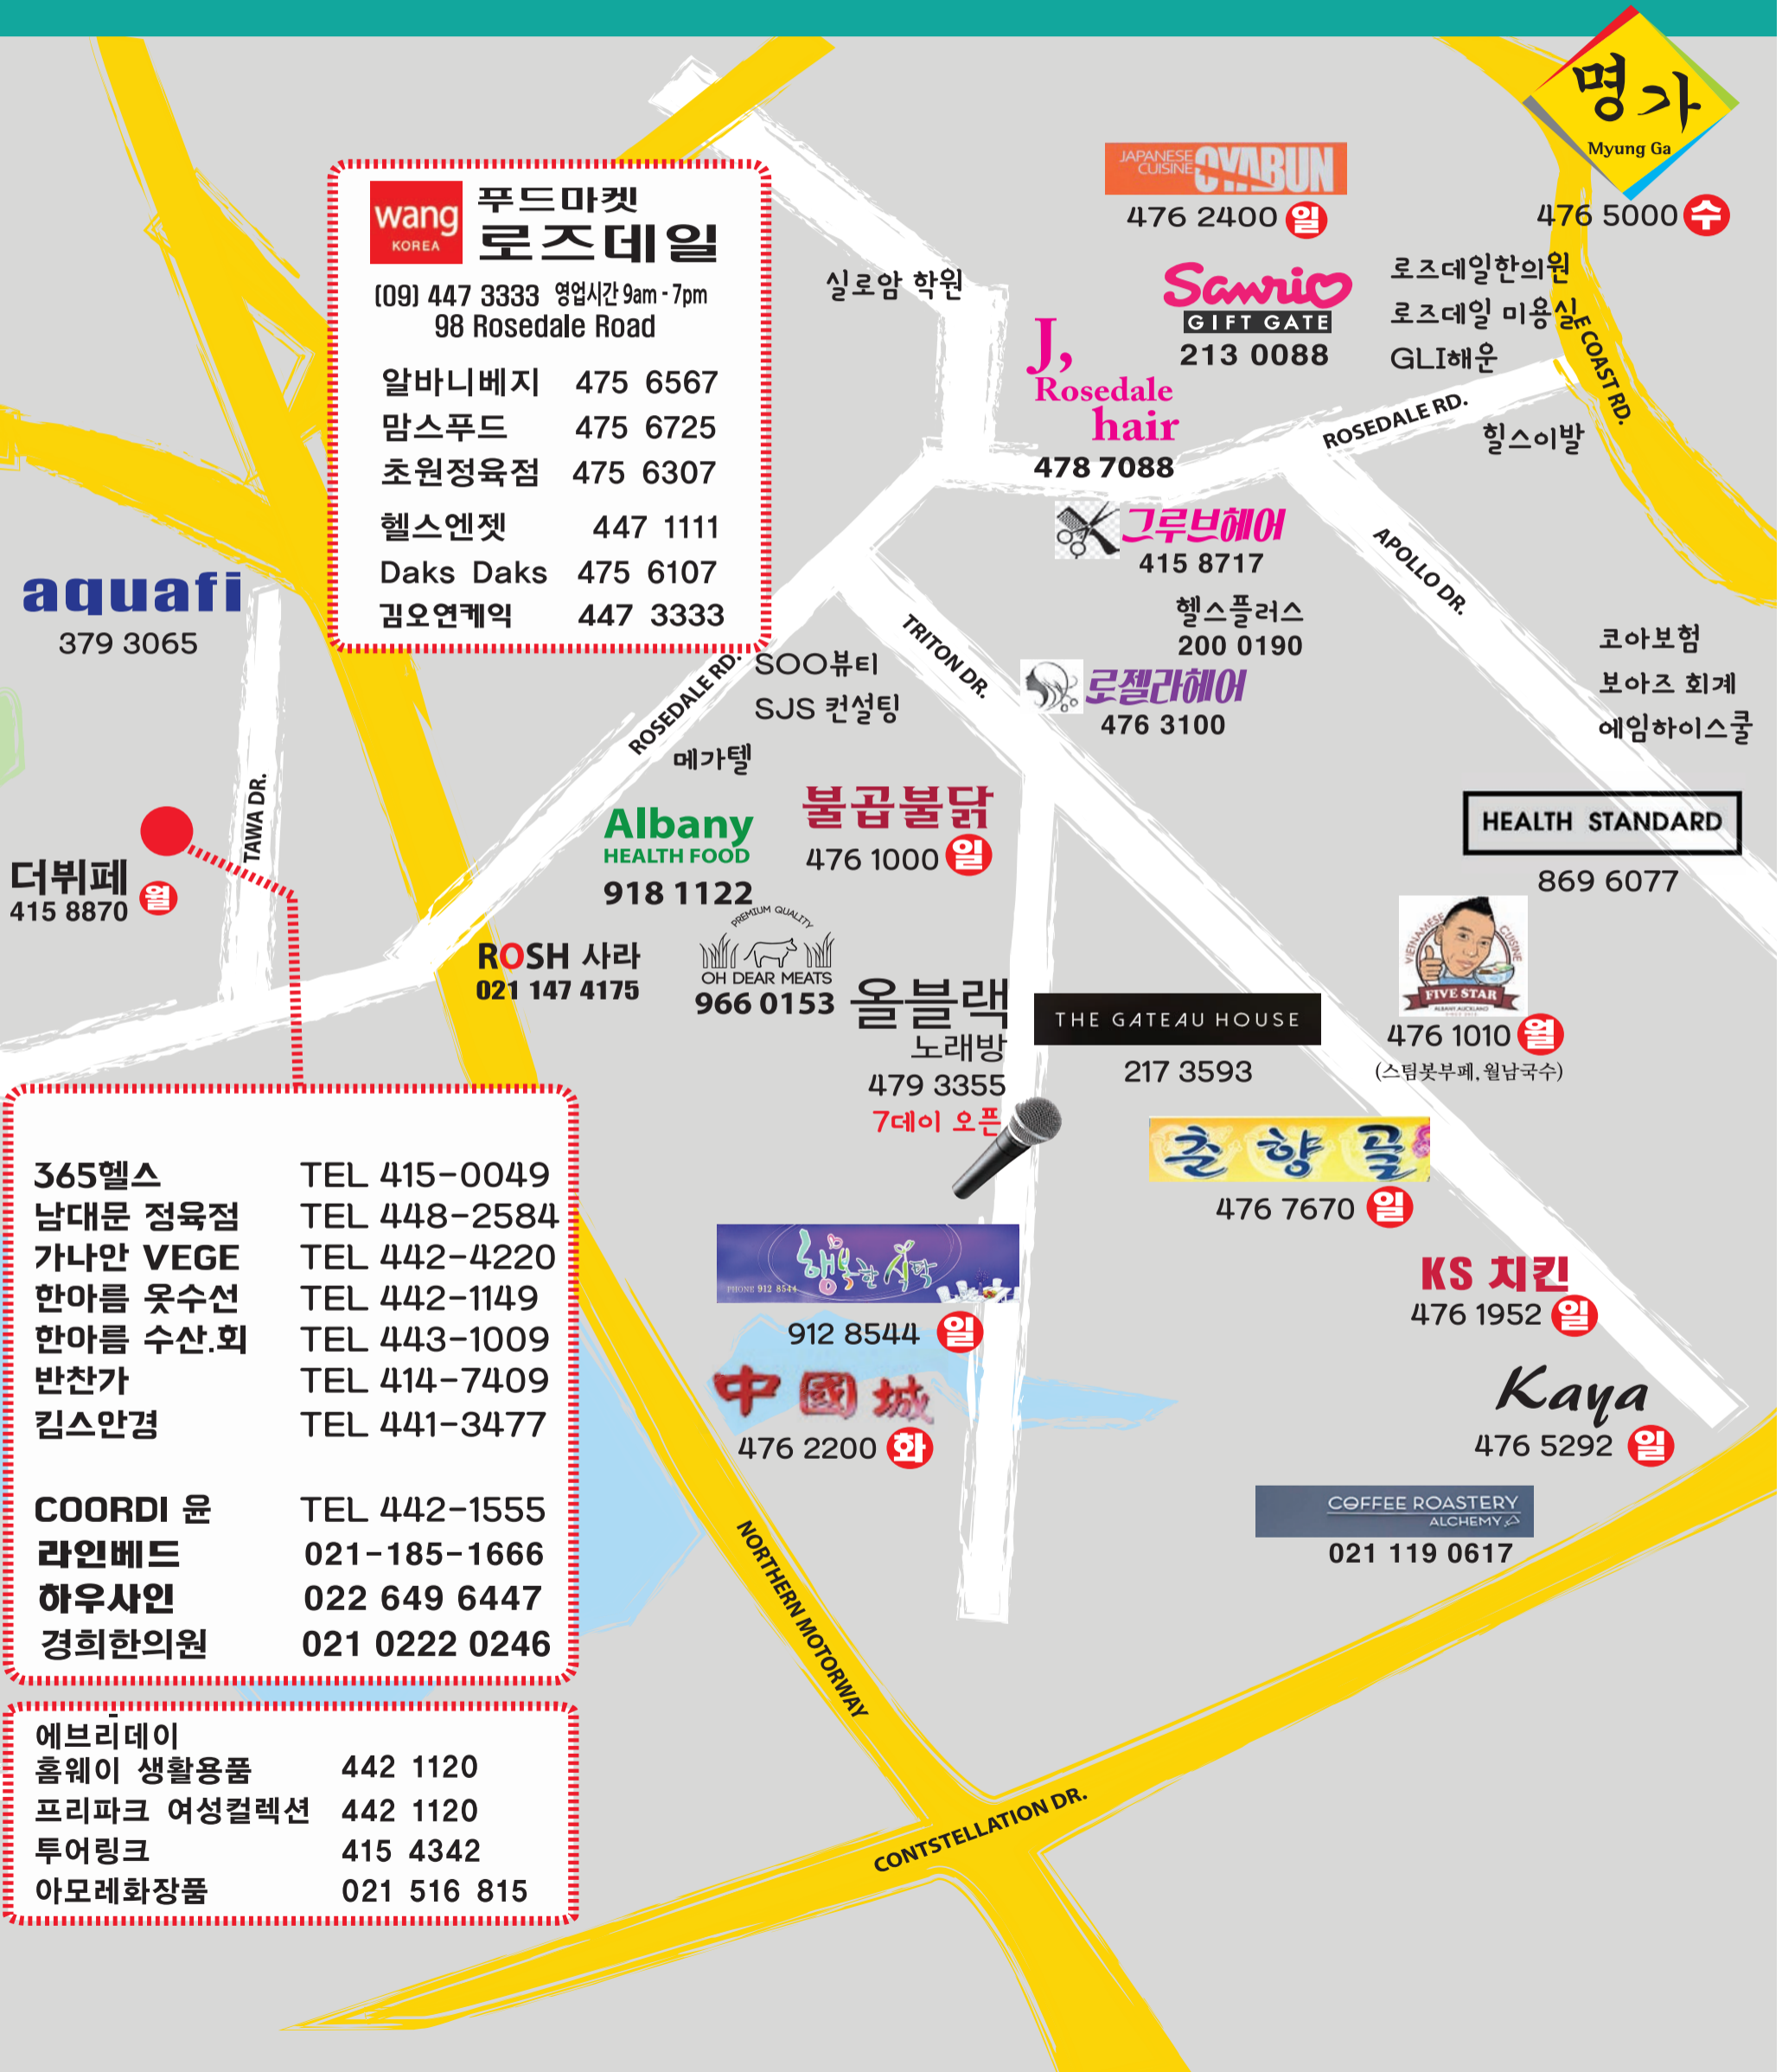 명가
Myung Ga
476 5000 수
JAPANESE
CUISINE OYABUN
476 2400 일
wang
KOREA
푸드마켓
로즈데일
(09) 447 3333 영업시간 9am - 7pm
98 Rosedale Road
알바니베지 475 6567
맘스푸드 475 6725
초원정육점 475 6307
헬스엔젯 447 1111
Daks Daks 475 6107
김오연케익 447 3333
실로암 학원
Sanrio
GIFT GATE
213 0088
로즈데일한의원
로즈데일 미용실
GLI해운
E COAST RD.
J,
Rosedale
hair
478 7088
ROSEDALE RD.
힐스이발
그루브헤어
415 8717
APOLLO DR.
aquafi
379 3065
헬스플러스
200 0190
TRITON DR.
로젤라헤어
476 3100
코아보험
보아즈 회계
에임하이스쿨
ROSEDALE RD.
SOO뷰티
SJS 컨설팅
메가텔
TAWA DR.
더뷔페
415 8870 월
Albany
HEALTH FOOD
918 1122
불곱불닭
476 1000 일
HEALTH STANDARD
869 6077
ROSH 사라
021 147 4175
PREMIUM QUALITY
OH DEAR MEATS
966 0153
올블랙
노래방
479 3355
7데이 오픈
THE GATEAU HOUSE
217 3593
VIETNAMESE CUISINE
FIVE STAR
ALBANY AUCKLAND
476 1010 월
(스팀봇부페,월남국수)
춘향골
476 7670 일
365헬스 TEL 415-0049
남대문 정육점 TEL 448-2584
가나안 VEGE TEL 442-4220
한아름 옷수선 TEL 442-1149
한아름 수산.회 TEL 443-1009
반찬가 TEL 414-7409
킴스안경 TEL 441-3477
COORDI 윤 TEL 442-1555
라인베드 021-185-1666
하우사인 022 649 6447
경희한의원 021 0222 0246
행복한 식탁
PHONE 912 8544
912 8544 일
中國城
476 2200 화
KS 치킨
476 1952 일
Kaya
476 5292 일
COFFEE ROASTERY
ALCHEMY
021 119 0617
NORTHERN MOTORWAY
CONTSTELLATION DR.
에브리데이
홈웨이 생활용품 442 1120
프리파크 여성컬렉션 442 1120
투어링크 415 4342
아모레화장품 021 516 815